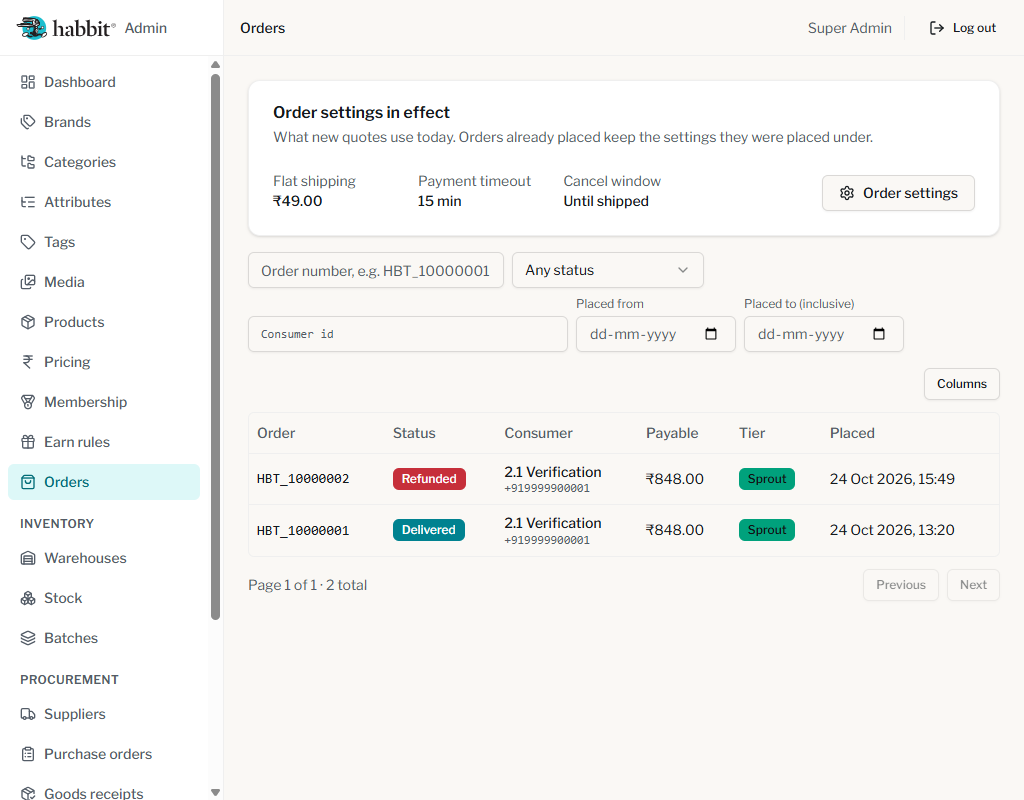 habbit® Admin
Orders
Super Admin
Log out
Dashboard
Brands
Categories
Attributes
Tags
Media
Products
Pricing
Membership
Earn rules
Orders
INVENTORY
Warehouses
Stock
Batches
PROCUREMENT
Suppliers
Purchase orders
Goods receipts
Order settings in effect
What new quotes use today. Orders already placed keep the settings they were placed under.
Flat shipping Payment timeout Cancel window
₹49.00 15 min Until shipped
Order settings
Order number, e.g. HBT_10000001 Any status
Placed from Placed to (inclusive)
Consumer id dd-mm-yyyy dd-mm-yyyy
Columns
Order Status Consumer Payable Tier Placed
HBT_10000002 Refunded 2.1 Verification ₹848.00 Sprout 24 Oct 2026, 15:49
+919999900001
HBT_10000001 Delivered 2.1 Verification ₹848.00 Sprout 24 Oct 2026, 13:20
+919999900001
Page 1 of 1 · 2 total Previous Next